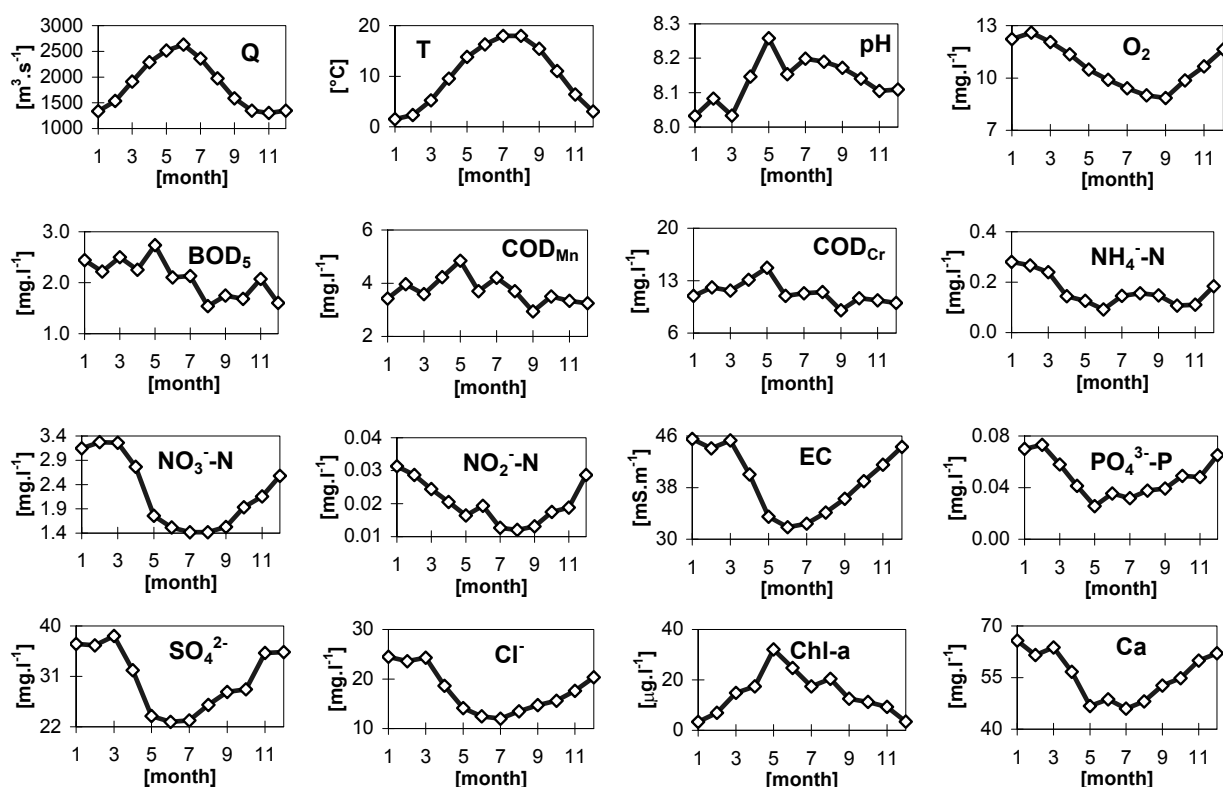 3000
2500
2000
1500
1000
[m³.s⁻¹]
Q
1 3 5 7 9 11
[month]
20
10
0
[°C]
T
1 3 5 7 9 11
[month]
8.3
8.2
8.1
8.0
pH
1 3 5 7 9 11
[month]
13
10
7
[mg.l⁻¹]
O₂
1 3 5 7 9 11
[month]
3.0
2.0
1.0
[mg.l⁻¹]
BOD₅
1 3 5 7 9 11
[month]
6
4
2
[mg.l⁻¹]
COD_Mn
1 3 5 7 9 11
[month]
20
13
6
[mg.l⁻¹]
COD_Cr
1 3 5 7 9 11
[month]
0.4
0.2
0.0
[mg.l⁻¹]
NH₄⁻-N
1 3 5 7 9 11
[month]
3.4
2.9
2.4
1.9
1.4
[mg.l⁻¹]
NO₃⁻-N
1 3 5 7 9 11
[month]
0.04
0.03
0.02
0.01
[mg.l⁻¹]
NO₂⁻-N
1 3 5 7 9 11
[month]
46
38
30
[mS.m⁻¹]
EC
1 3 5 7 9 11
[month]
0.08
0.04
0.00
[mg.l⁻¹]
PO₄³⁻-P
1 3 5 7 9 11
[month]
40
31
22
[mg.l⁻¹]
SO₄²⁻
1 3 5 7 9 11
[month]
30
20
10
[mg.l⁻¹]
Cl⁻
1 3 5 7 9 11
[month]
40
20
0
[µg.l⁻¹]
Chl-a
1 3 5 7 9 11
[month]
70
55
40
[mg.l⁻¹]
Ca
1 3 5 7 9 11
[month]